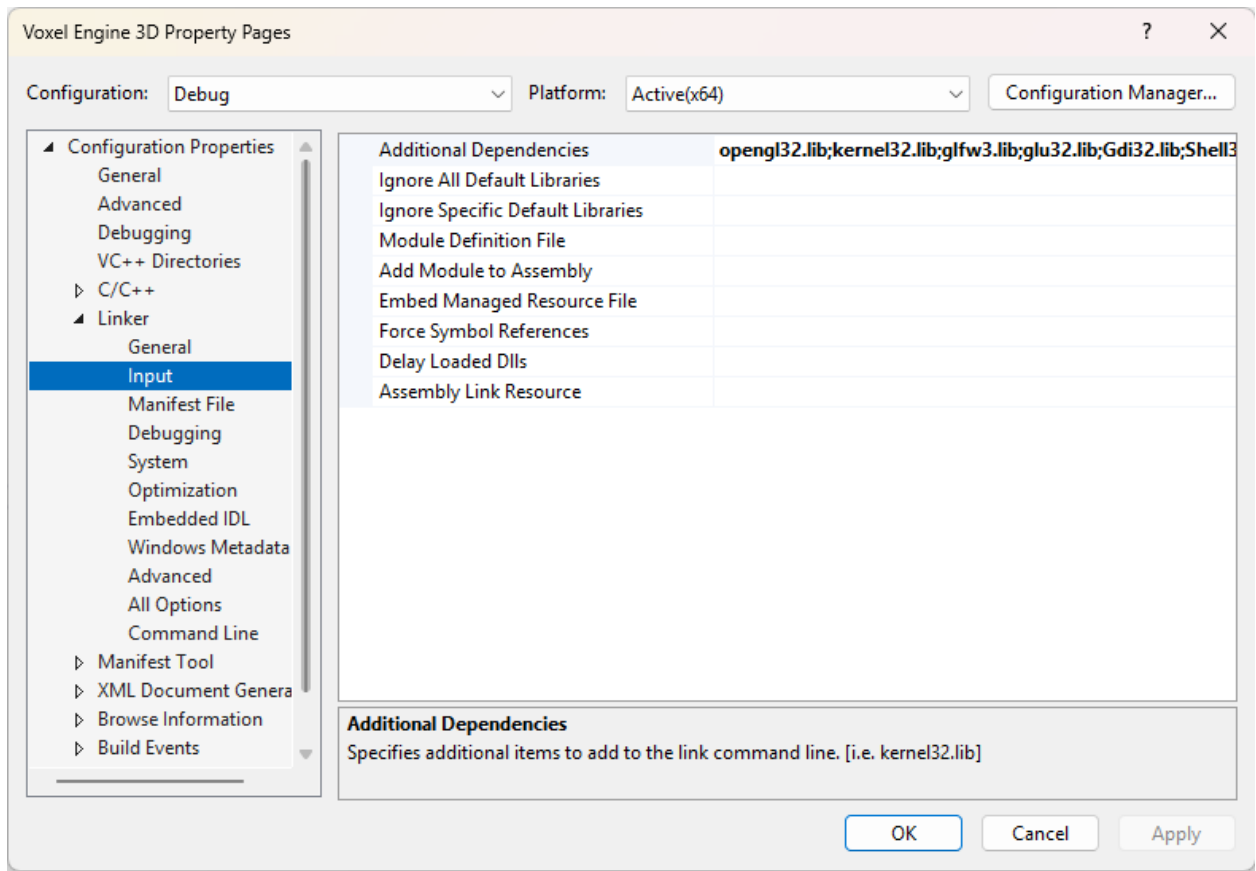 Voxel Engine 3D Property Pages
?
Configuration: Debug Platform: Active(x64) Configuration Manager...
Configuration Properties
General
Advanced
Debugging
VC++ Directories
C/C++
Linker
General
Input
Manifest File
Debugging
System
Optimization
Embedded IDL
Windows Metadata
Advanced
All Options
Command Line
Manifest Tool
XML Document Genera
Browse Information
Build Events
Additional Dependencies opengl32.lib;kernel32.lib;glfw3.lib;glu32.lib;Gdi32.lib;Shell3
Ignore All Default Libraries
Ignore Specific Default Libraries
Module Definition File
Add Module to Assembly
Embed Managed Resource File
Force Symbol References
Delay Loaded Dlls
Assembly Link Resource
Additional Dependencies
Specifies additional items to add to the link command line. [i.e. kernel32.lib]
OK Cancel Apply